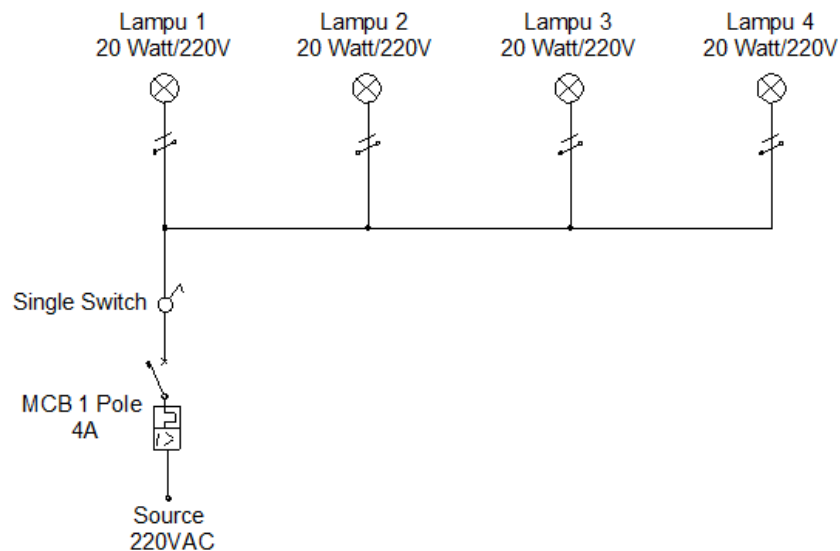 Lampu 1
20 Watt/220V
Lampu 2
20 Watt/220V
Lampu 3
20 Watt/220V
Lampu 4
20 Watt/220V
Single Switch
MCB 1 Pole
4A
Source
220VAC